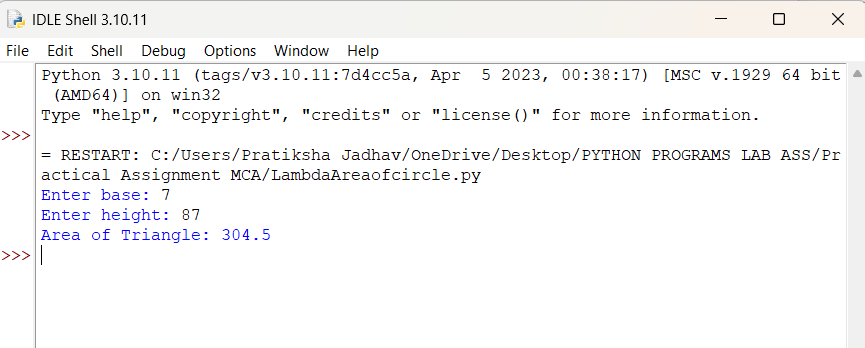 IDLE Shell 3.10.11
File Edit Shell Debug Options Window Help
Python 3.10.11 (tags/v3.10.11:7d4cc5a, Apr  5 2023, 00:38:17) [MSC v.1929 64 bit
 (AMD64)] on win32
Type "help", "copyright", "credits" or "license()" for more information.
>>>
= RESTART: C:/Users/Pratiksha Jadhav/OneDrive/Desktop/PYTHON PROGRAMS LAB ASS/Pr
actical Assignment MCA/LambdaAreaofcircle.py
Enter base: 7
Enter height: 87
Area of Triangle: 304.5
>>>